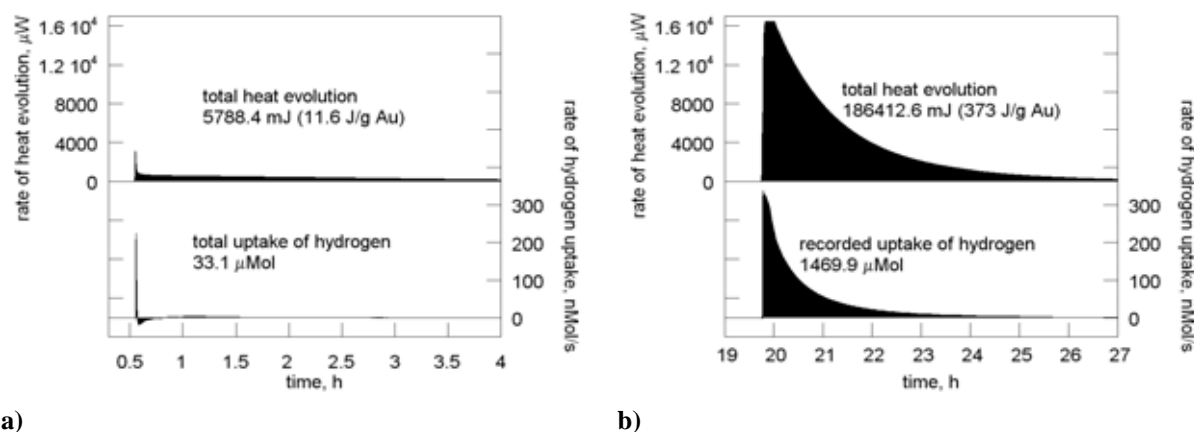 rate of heat evolution, µW
1.6 10⁴
1.2 10⁴
8000
4000
0
total heat evolution
5788.4 mJ (11.6 J/g Au)
total uptake of hydrogen
33.1 µMol
300
200
100
0
rate of hydrogen uptake, nMol/s
0.5 1 1.5 2 2.5 3 3.5 4
time, h
a)
rate of heat evolution, µW
1.6 10⁴
1.2 10⁴
8000
4000
0
total heat evolution
186412.6 mJ (373 J/g Au)
recorded uptake of hydrogen
1469.9 µMol
300
200
100
0
rate of hydrogen uptake, nMol/s
19 20 21 22 23 24 25 26 27
time, h
b)